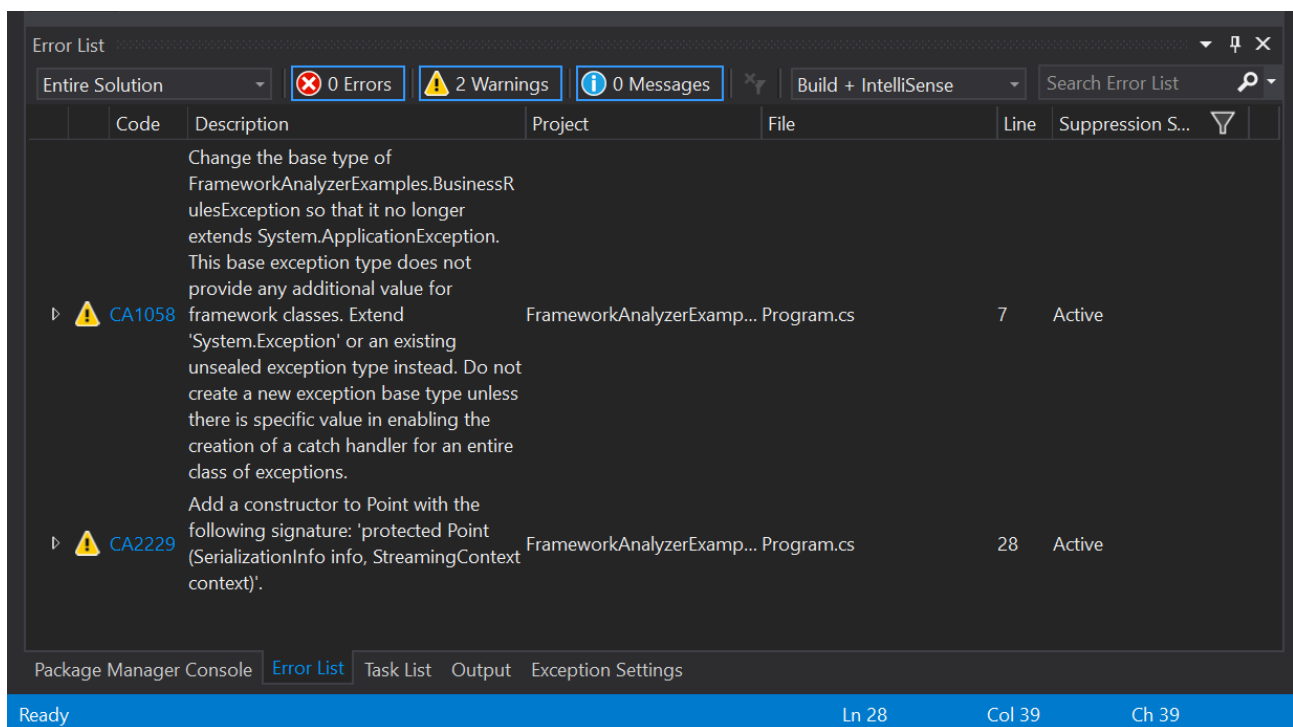 Error List
Entire Solution 0 Errors 2 Warnings 0 Messages Build + IntelliSense Search Error List
Code Description Project File Line Suppression S...
Change the base type of
FrameworkAnalyzerExamples.BusinessR
ulesException so that it no longer
extends System.ApplicationException.
This base exception type does not
provide any additional value for
CA1058 framework classes. Extend FrameworkAnalyzerExamp... Program.cs 7 Active
'System.Exception' or an existing
unsealed exception type instead. Do not
create a new exception base type unless
there is specific value in enabling the
creation of a catch handler for an entire
class of exceptions.
Add a constructor to Point with the
following signature: 'protected Point
CA2229 FrameworkAnalyzerExamp... Program.cs 28 Active
(SerializationInfo info, StreamingContext
context)'.
Package Manager Console Error List Task List Output Exception Settings
Ready Ln 28 Col 39 Ch 39